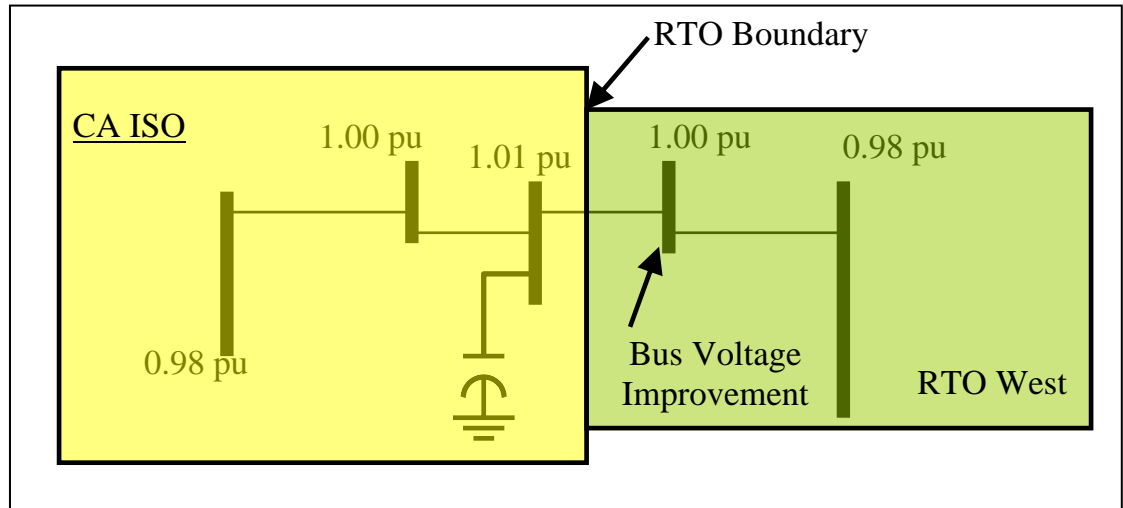 RTO Boundary
CA ISO
1.00 pu
1.01 pu
1.00 pu
0.98 pu
0.98 pu
Bus Voltage
Improvement
RTO West